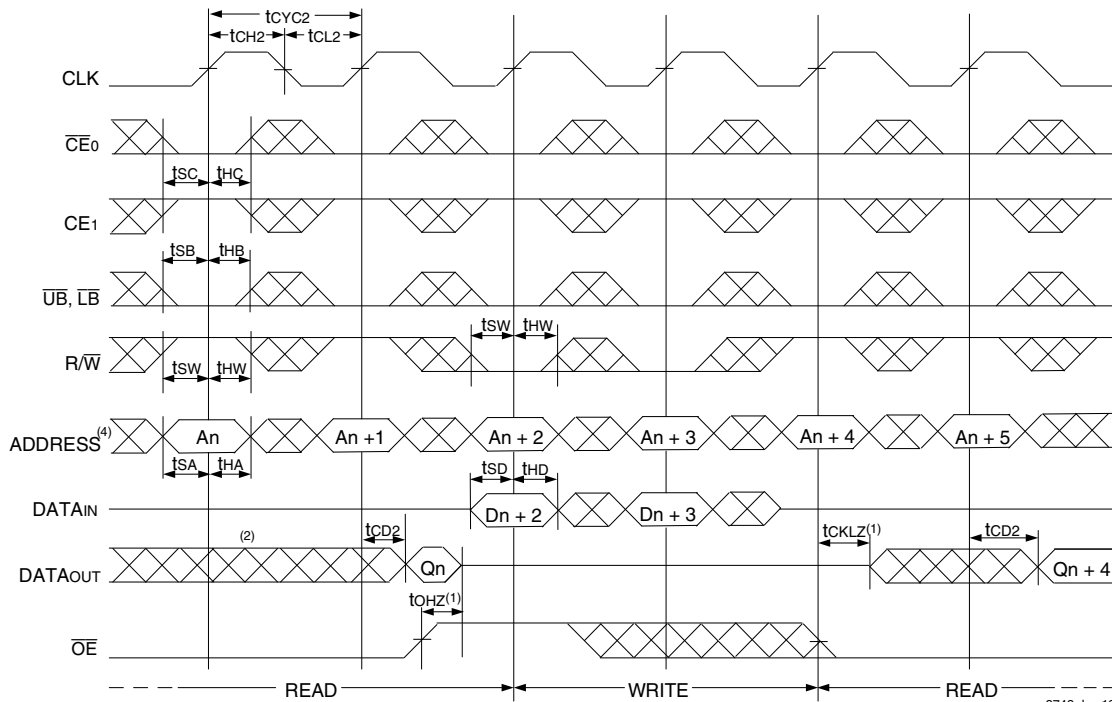 tCYC2
tCH2 tCL2
CLK
CE0
tSC tHC
CE1
tSB tHB
UB, LB
tSW tHW
R/W
tSW tHW
ADDRESS(4) An An +1 An + 2 An + 3 An + 4 An + 5
tSA tHA
tSD tHD
DATAIN Dn + 2 Dn + 3
(2) tCD2 tCKLZ(1) tCD2
DATAOUT Qn Qn + 4
tOHZ(1)
OE
READ WRITE READ